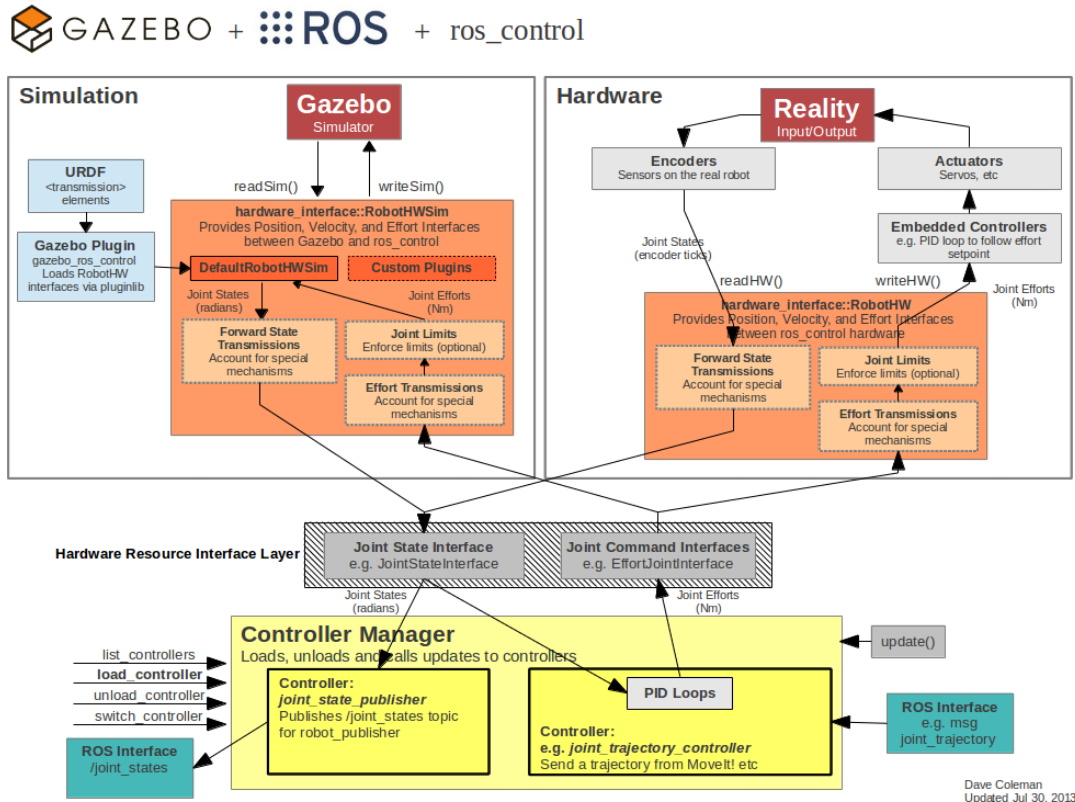 GAZEBO + ROS + ros_control
Simulation
Gazebo
Simulator
URDF
<transmission>
elements
readSim()
writeSim()
Gazebo Plugin
gazebo_ros_control
Loads RobotHW
interfaces via pluginlib
hardware_interface::RobotHWSim
Provides Position, Velocity, and Effort Interfaces
between Gazebo and ros_control
DefaultRobotHWSim
Custom Plugins
Joint States
(radians)
Joint Efforts
(Nm)
Forward State
Transmissions
Account for special
mechanisms
Joint Limits
Enforce limits (optional)
Effort Transmissions
Account for special
mechanisms
Hardware
Reality
Input/Output
Encoders
Sensors on the real robot
Actuators
Servos, etc
Embedded Controllers
e.g. PID loop to follow effort
setpoint
Joint States
(encoder ticks)
readHW()
writeHW()
Joint Efforts
(Nm)
hardware_interface::RobotHW
Provides Position, Velocity, and Effort Interfaces
between ros_control hardware
Forward State
Transmissions
Account for special
mechanisms
Joint Limits
Enforce limits (optional)
Effort Transmissions
Account for special
mechanisms
Hardware Resource Interface Layer
Joint State Interface
e.g. JointStateInterface
Joint Command Interfaces
e.g. EffortJointInterface
Joint States
(radians)
Joint Efforts
(Nm)
Controller Manager
Loads, unloads and calls updates to controllers
update()
list_controllers
load_controller
unload_controller
switch_controller
Controller:
joint_state_publisher
Publishes /joint_states topic
for robot_publisher
PID Loops
Controller:
e.g. joint_trajectory_controller
Send a trajectory from MoveIt! etc
ROS Interface
/joint_states
ROS Interface
e.g. msg
joint_trajectory
Dave Coleman
Updated Jul 30, 2013